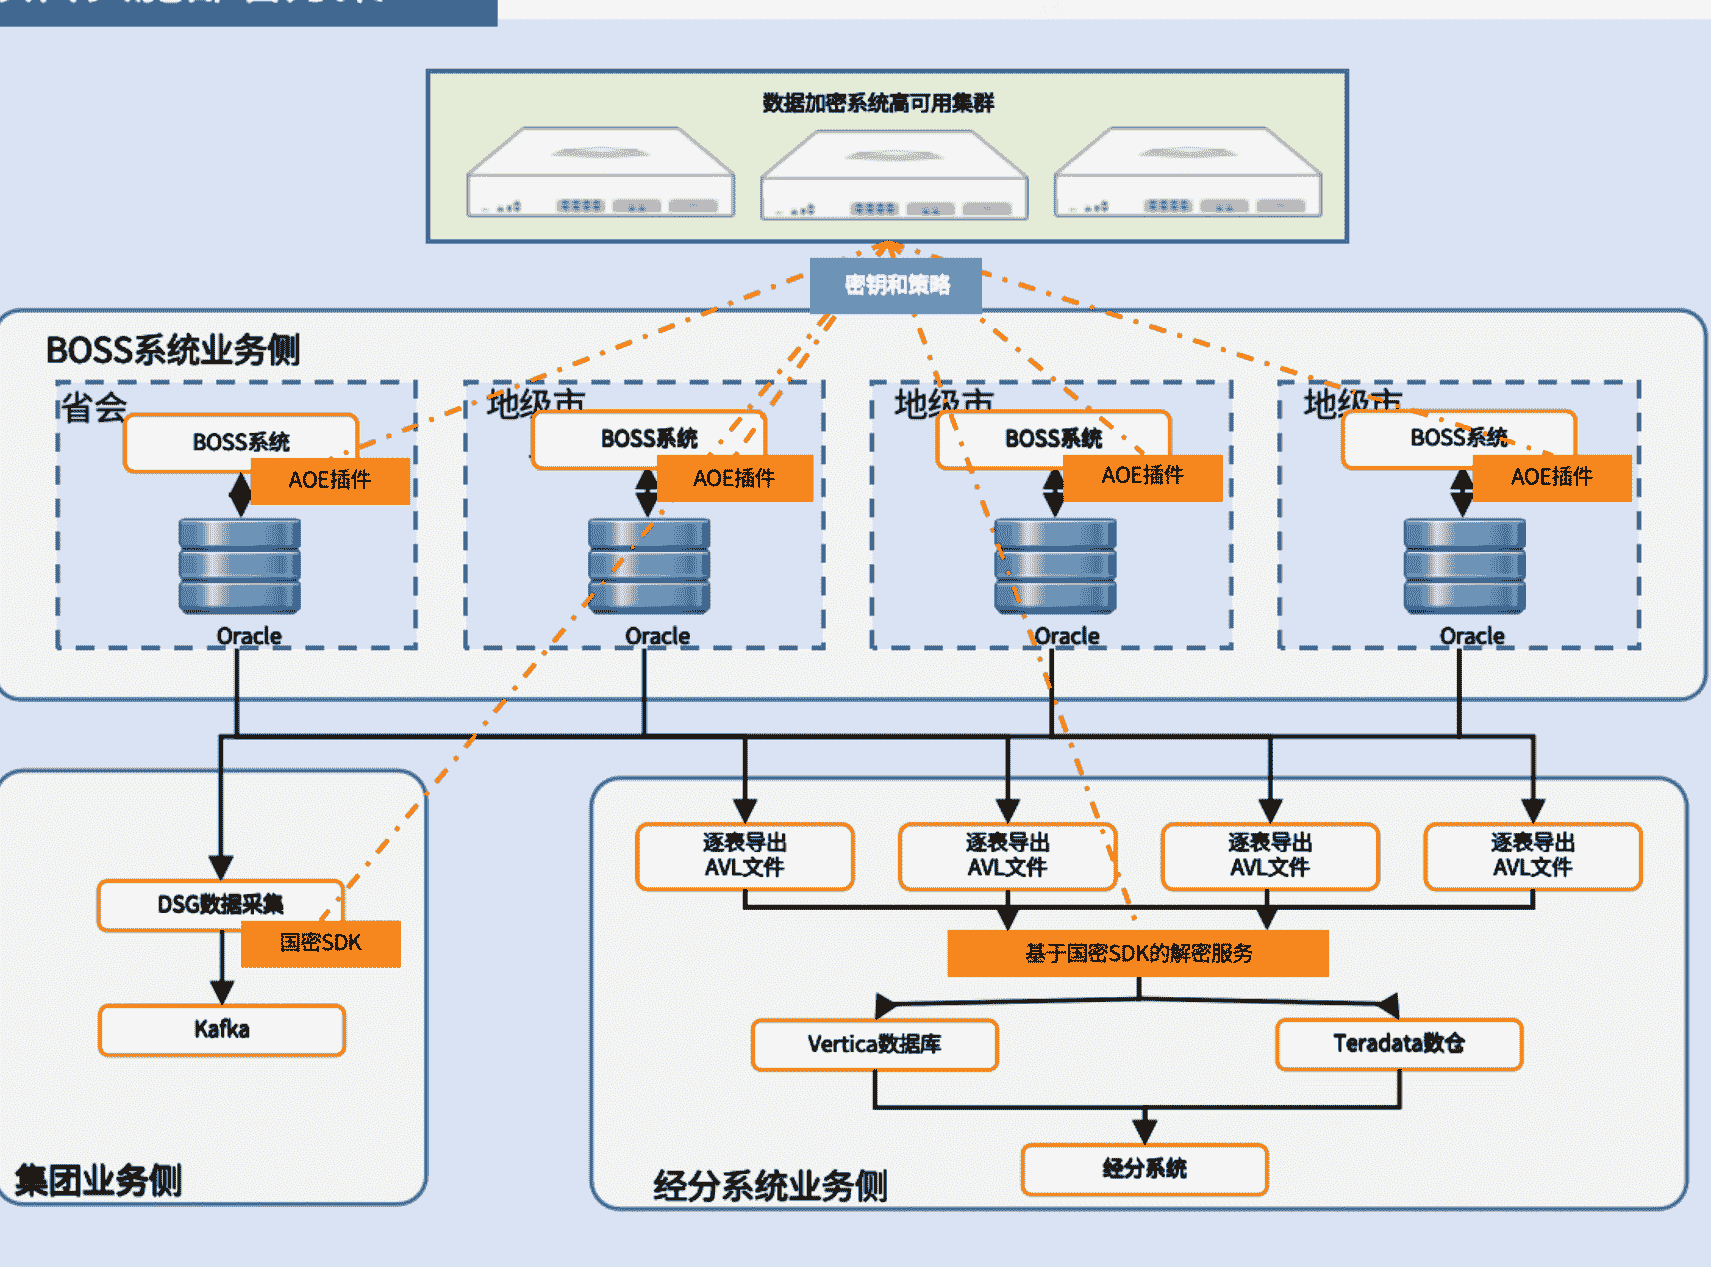 数据加密系统高可用集群
密钥和策略
BOSS系统业务侧
省会
地级市
地级市
地级市
BOSS系统
BOSS系统
BOSS系统
BOSS系统
AOE插件
AOE插件
AOE插件
AOE插件
Oracle
Oracle
Oracle
Oracle
逐表导出
AVL文件
逐表导出
AVL文件
逐表导出
AVL文件
逐表导出
AVL文件
DSG数据采集
国密SDK
基于国密SDK的解密服务
Kafka
Vertica数据库
Teradata数仓
经分系统
集团业务侧
经分系统业务侧